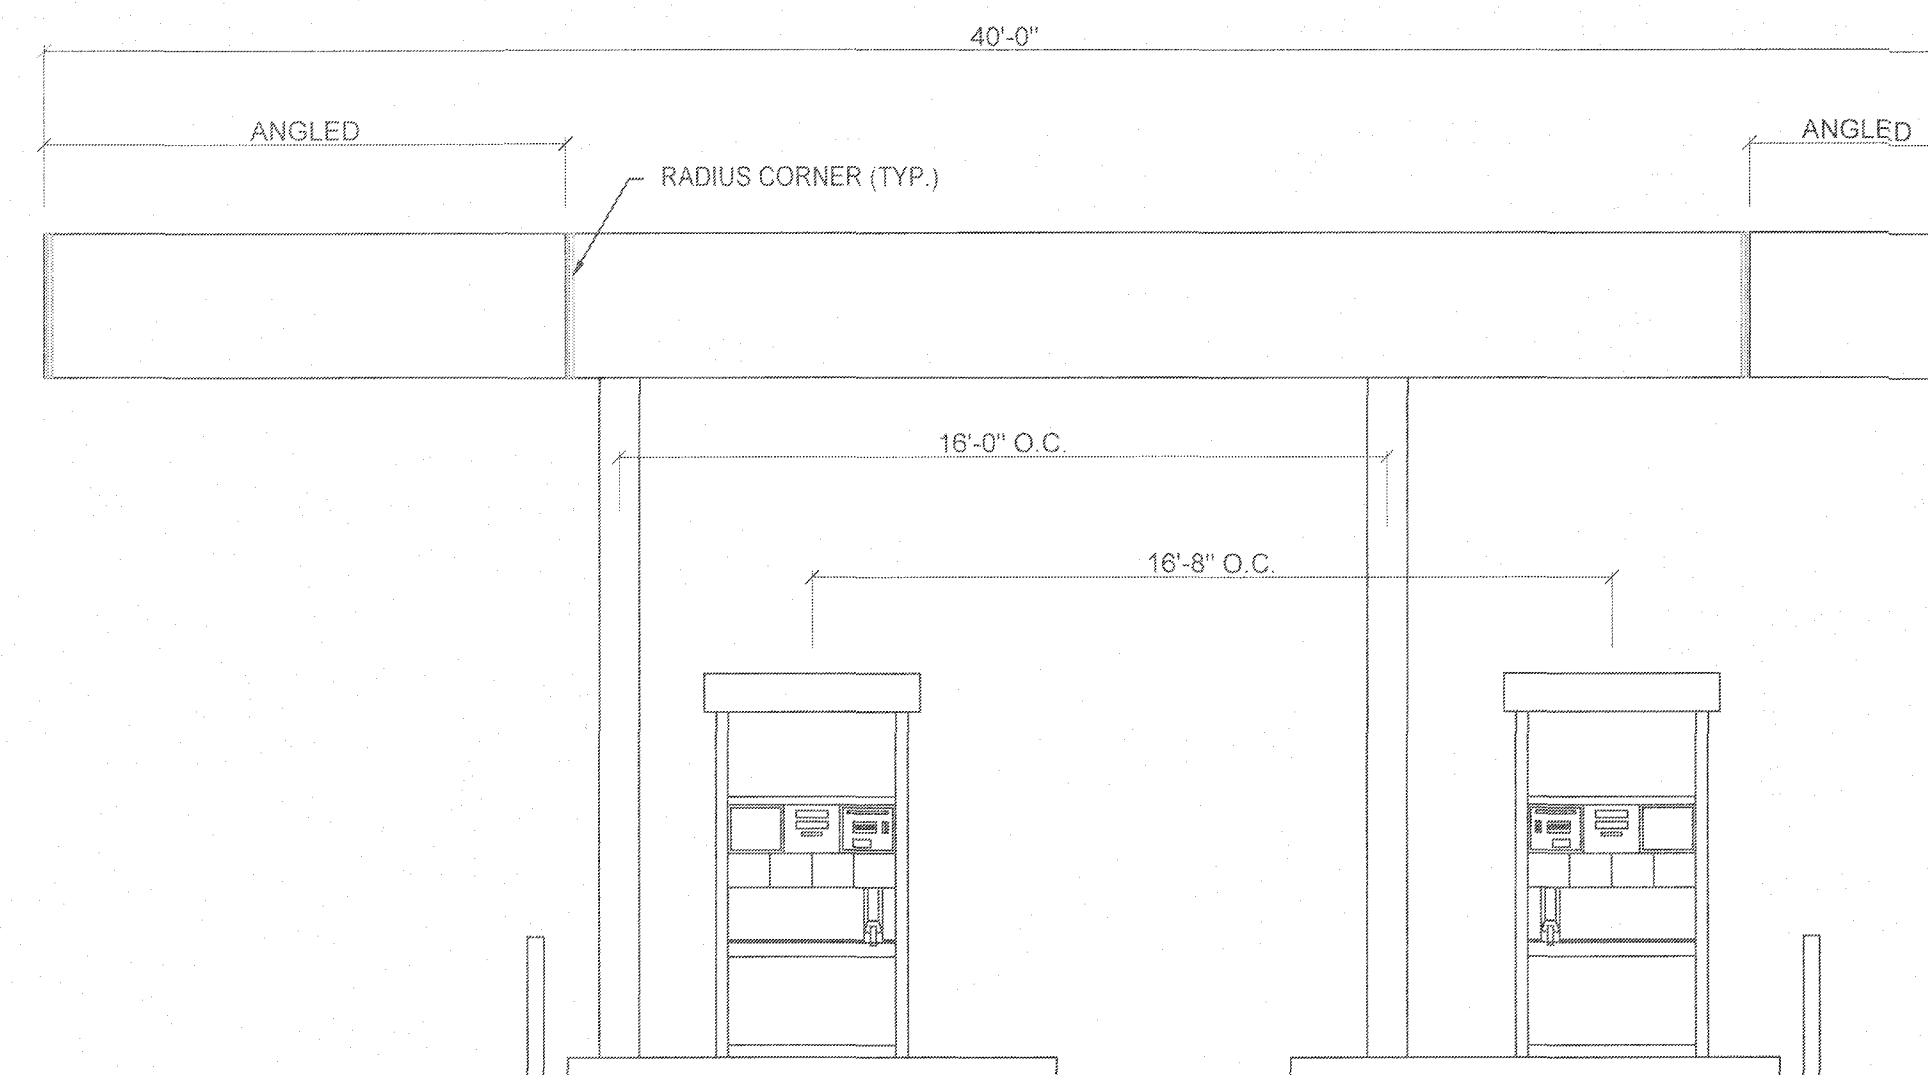 40'-0"
ANGLED
ANGLED
RADIUS CORNER (TYP.)
16'-0" O.C.
16'-8" O.C.